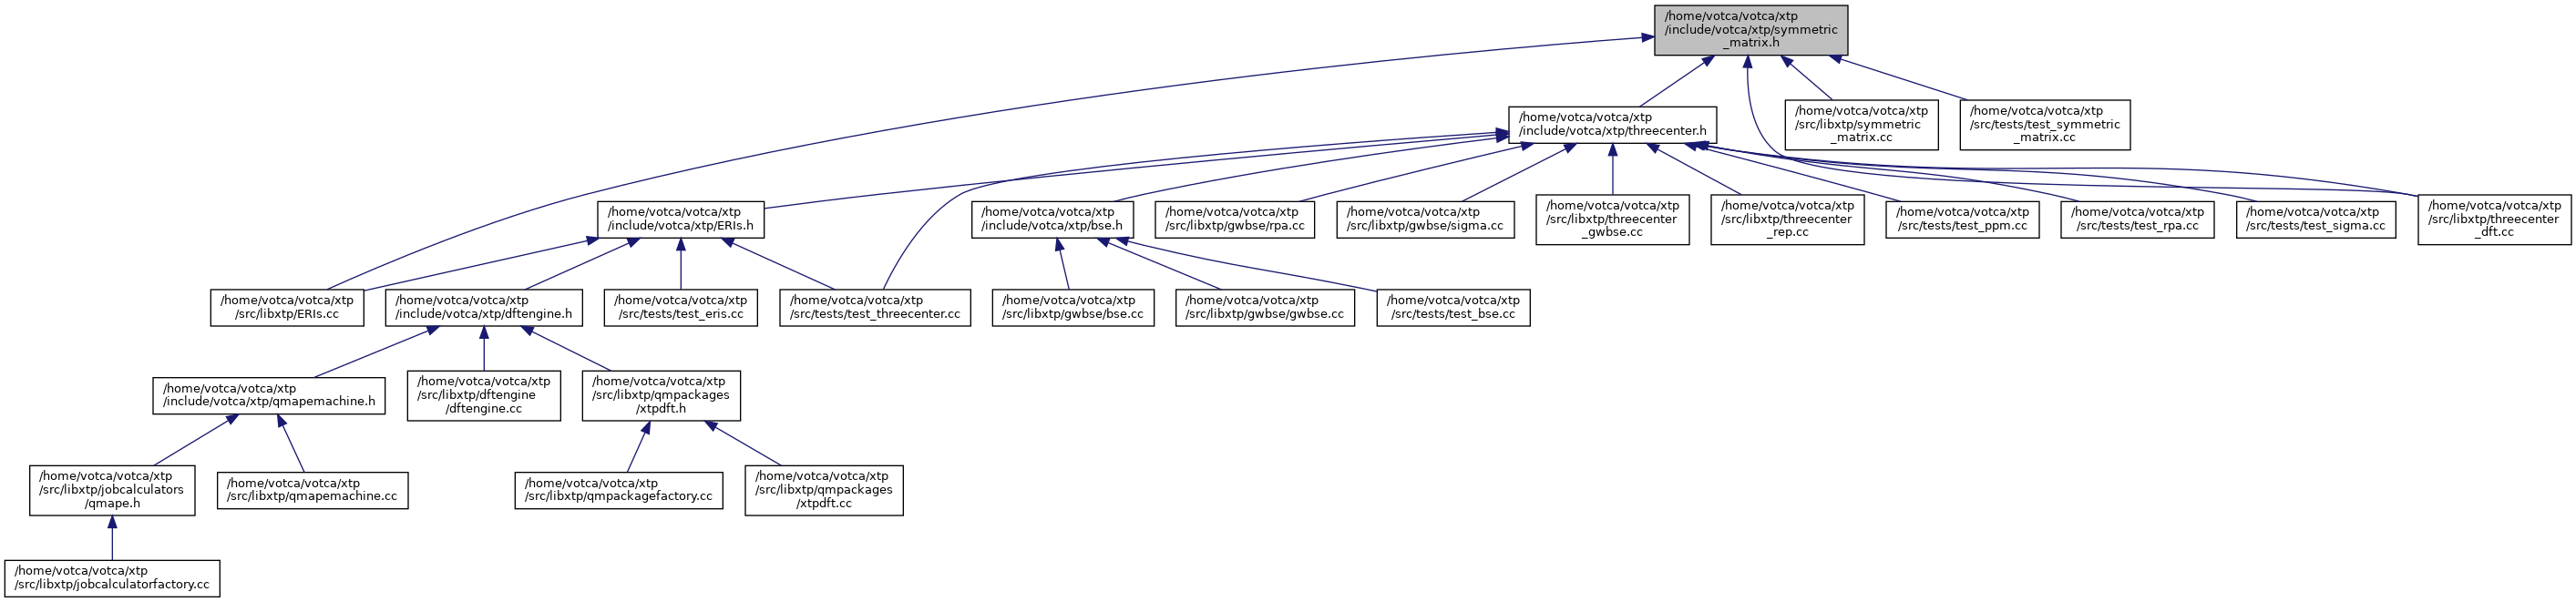 /home/votca/votca/xtp
/include/votca/xtp/symmetric
_matrix.h
/home/votca/votca/xtp
/include/votca/xtp/threecenter.h
/home/votca/votca/xtp
/src/libxtp/symmetric
_matrix.cc
/home/votca/votca/xtp
/src/tests/test_symmetric
_matrix.cc
/home/votca/votca/xtp
/include/votca/xtp/ERIs.h
/home/votca/votca/xtp
/include/votca/xtp/bse.h
/home/votca/votca/xtp
/src/libxtp/gwbse/rpa.cc
/home/votca/votca/xtp
/src/libxtp/gwbse/sigma.cc
/home/votca/votca/xtp
/src/libxtp/threecenter
_gwbse.cc
/home/votca/votca/xtp
/src/libxtp/threecenter
_rep.cc
/home/votca/votca/xtp
/src/tests/test_ppm.cc
/home/votca/votca/xtp
/src/tests/test_rpa.cc
/home/votca/votca/xtp
/src/tests/test_sigma.cc
/home/votca/votca/xtp
/src/libxtp/threecenter
_dft.cc
/home/votca/votca/xtp
/src/libxtp/ERIs.cc
/home/votca/votca/xtp
/include/votca/xtp/dftengine.h
/home/votca/votca/xtp
/src/tests/test_eris.cc
/home/votca/votca/xtp
/src/tests/test_threecenter.cc
/home/votca/votca/xtp
/src/libxtp/gwbse/bse.cc
/home/votca/votca/xtp
/src/libxtp/gwbse/gwbse.cc
/home/votca/votca/xtp
/src/tests/test_bse.cc
/home/votca/votca/xtp
/include/votca/xtp/qmapemachine.h
/home/votca/votca/xtp
/src/libxtp/dftengine
/dftengine.cc
/home/votca/votca/xtp
/src/libxtp/qmpackages
/xtpdft.h
/home/votca/votca/xtp
/src/libxtp/jobcalculators
/qmape.h
/home/votca/votca/xtp
/src/libxtp/qmapemachine.cc
/home/votca/votca/xtp
/src/libxtp/qmpackagefactory.cc
/home/votca/votca/xtp
/src/libxtp/qmpackages
/xtpdft.cc
/home/votca/votca/xtp
/src/libxtp/jobcalculatorfactory.cc